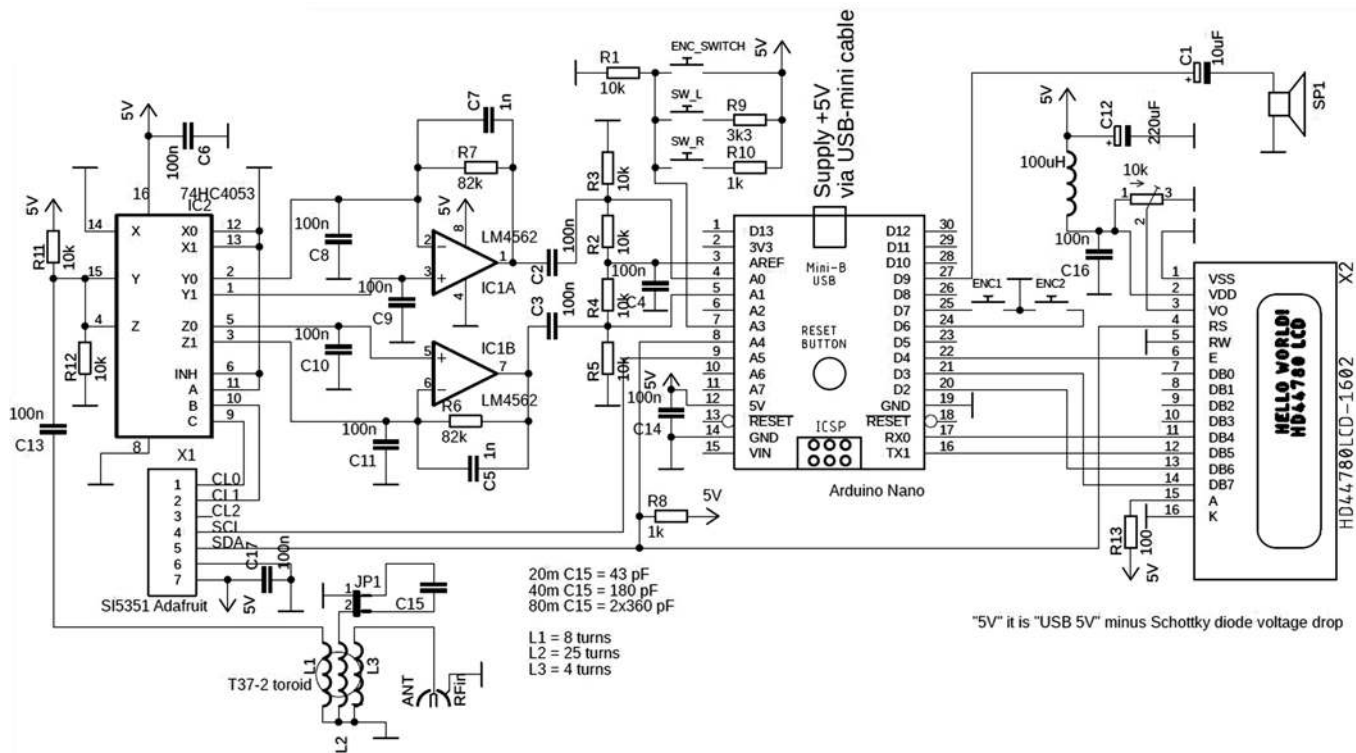 5V
C6
100n
16
74HC4053
IC2
5V
R11
10k
14
X
X0
12
X1
13
15
Y
Y0
2
Y1
1
4
Z
Z0
5
Z1
3
INH
6
A
11
B
10
C
9
8
R12
10k
100n
C13
X1
1
CL0
2
CL1
3
CL2
4
SCL
5
SDA
6
7
SI5351 Adafruit
5V
C17
100n
C7
1n
R7
82k
5V
8
100n
C8
2
3
1
4
LM4562
IC1A
100n
C9
100n
C10
5
6
7
IC1B
LM4562
R6
82k
100n
C11
C5
1n
C2
100n
C3
100n
R3
10k
R2
10k
R4
10k
R5
10k
100n
C4
R1
10k
ENC_SWITCH
SW_L
R9
3k3
SW_R
R10
1k
5V
Supply +5V
via USB-mini cable
1
D13
D12
30
2
3V3
D11
29
3
AREF
Mini-B
D10
28
4
A0
USB
D9
27
5
A1
D8
26
6
A2
D7
25
7
A3
RESET
D6
24
8
A4
BUTTON
D5
23
9
A5
D4
22
10
A6
D3
21
11
A7
D2
20
12
5V
GND
19
13
RESET
RESET
18
14
GND
ICSP
RX0
17
15
VIN
TX1
16
Arduino Nano
5V
100n
C14
R8
1k
5V
ENC1
ENC2
C1
10uF
+
SP1
5V
C12
220uF
+
100uH
10k
1
3
2
100n
C16
1
VSS
2
VDD
3
VO
4
RS
5
RW
6
E
7
DB0
8
DB1
9
DB2
10
DB3
11
DB4
12
DB5
13
DB6
14
DB7
15
A
16
K
X2
HELLO WORLD!
HD44780 LCD
HD44780LCD-1602
R13
100
5V
JP1
1
2
C15
20m C15 = 43 pF
40m C15 = 180 pF
80m C15 = 2x360 pF
L1 = 8 turns
L2 = 25 turns
L3 = 4 turns
"5V" it is "USB 5V" minus Schottky diode voltage drop
L1
L3
T37-2 toroid
L2
ANT
RFin